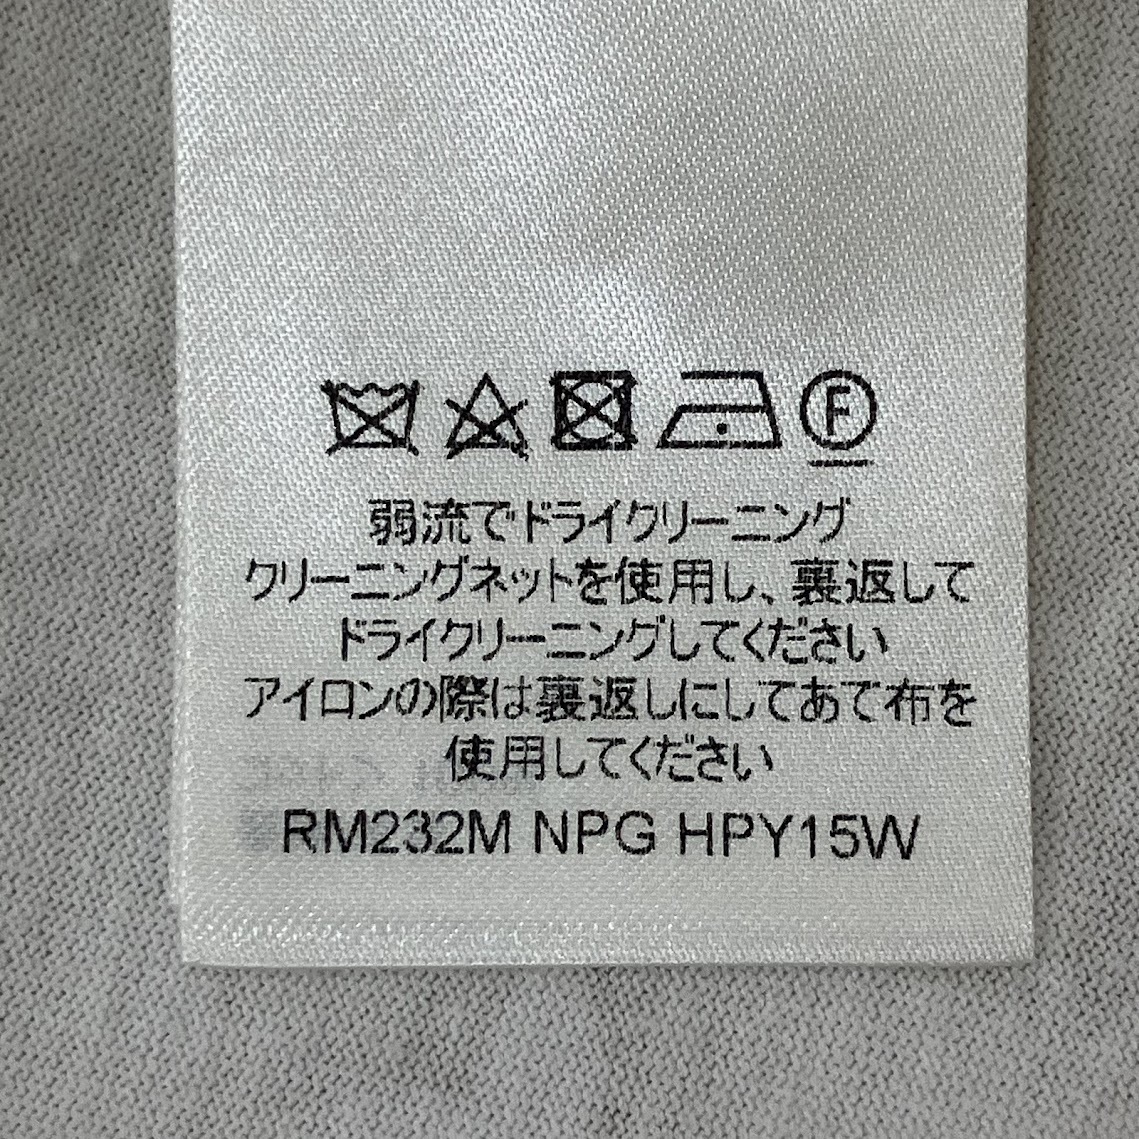 F
弱流でドライクリーニング
クリーニングネットを使用し、裏返して
ドライクリーニングしてください
アイロンの際は裏返しにしてあて布を
使用してください
RM232M NPG HPY15W